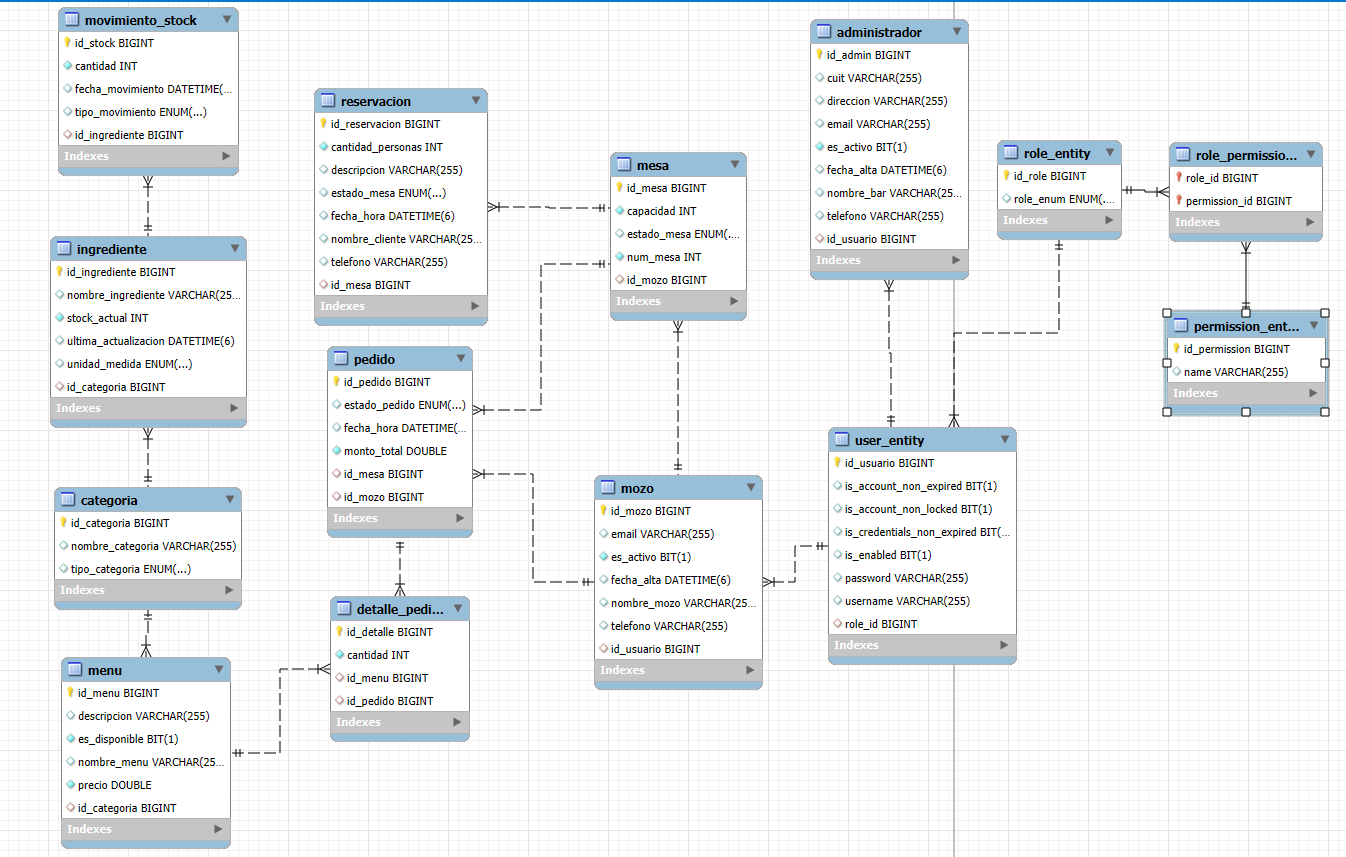 movimiento_stock
id_stock BIGINT
cantidad INT
fecha_movimiento DATETIME(...
tipo_movimiento ENUM(...)
id_ingrediente BIGINT
Indexes
ingrediente
id_ingrediente BIGINT
nombre_ingrediente VARCHAR(25...
stock_actual INT
ultima_actualizacion DATETIME(6)
unidad_medida ENUM(...)
id_categoria BIGINT
Indexes
categoria
id_categoria BIGINT
nombre_categoria VARCHAR(255)
tipo_categoria ENUM(...)
Indexes
menu
id_menu BIGINT
descripcion VARCHAR(255)
es_disponible BIT(1)
nombre_menu VARCHAR(25...
precio DOUBLE
id_categoria BIGINT
Indexes
reservacion
id_reservacion BIGINT
cantidad_personas INT
descripcion VARCHAR(255)
estado_mesa ENUM(...)
fecha_hora DATETIME(6)
nombre_cliente VARCHAR(25...
telefono VARCHAR(255)
id_mesa BIGINT
Indexes
pedido
id_pedido BIGINT
estado_pedido ENUM(...)
fecha_hora DATETIME(...
monto_total DOUBLE
id_mesa BIGINT
id_mozo BIGINT
Indexes
detalle_pedi...
id_detalle BIGINT
cantidad INT
id_menu BIGINT
id_pedido BIGINT
Indexes
mesa
id_mesa BIGINT
capacidad INT
estado_mesa ENUM(...
num_mesa INT
id_mozo BIGINT
Indexes
mozo
id_mozo BIGINT
email VARCHAR(255)
es_activo BIT(1)
fecha_alta DATETIME(6)
nombre_mozo VARCHAR(25...
telefono VARCHAR(255)
id_usuario BIGINT
Indexes
administrador
id_admin BIGINT
cuit VARCHAR(255)
direccion VARCHAR(255)
email VARCHAR(255)
es_activo BIT(1)
fecha_alta DATETIME(6)
nombre_bar VARCHAR(25...
telefono VARCHAR(255)
id_usuario BIGINT
Indexes
user_entity
id_usuario BIGINT
is_account_non_expired BIT(1)
is_account_non_locked BIT(1)
is_credentials_non_expired BIT(...
is_enabled BIT(1)
password VARCHAR(255)
username VARCHAR(255)
role_id BIGINT
Indexes
role_entity
id_role BIGINT
role_enum ENUM(....
Indexes
role_permissio...
role_id BIGINT
permission_id BIGINT
Indexes
permission_ent...
id_permission BIGINT
name VARCHAR(255)
Indexes